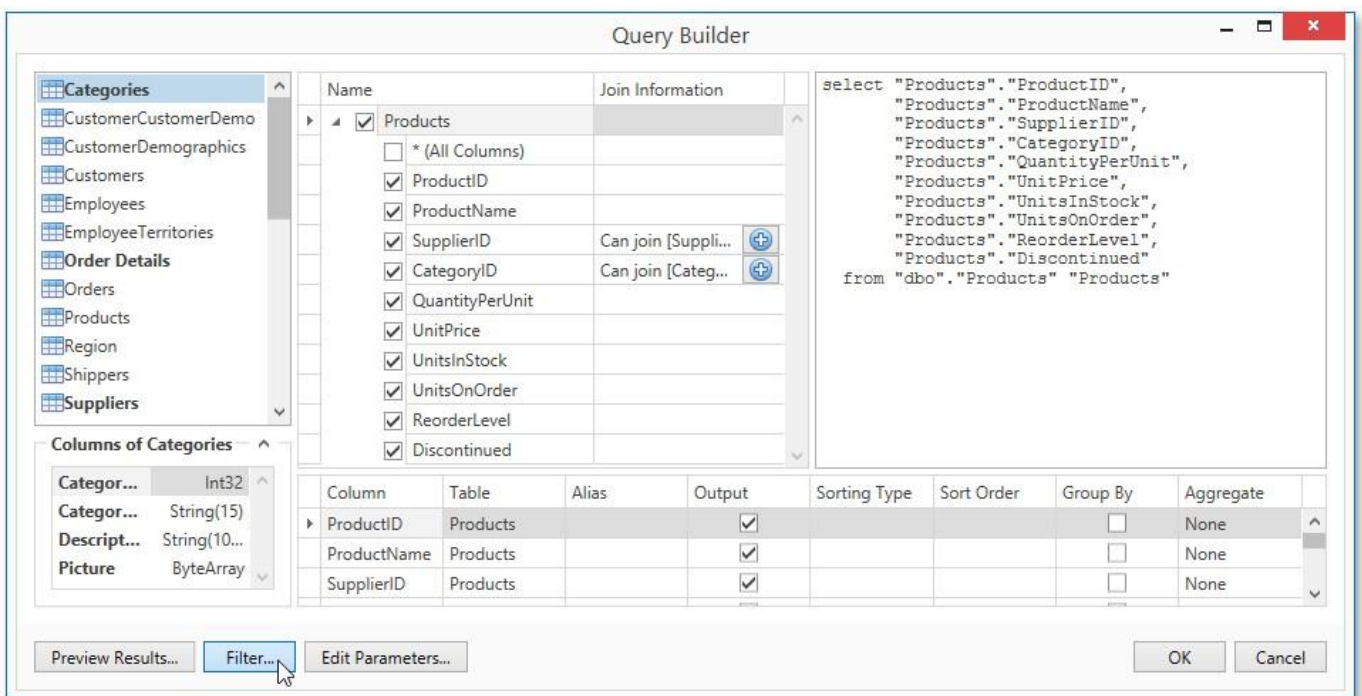 Query Builder
Categories
CustomerCustomerDemo
CustomerDemographics
Customers
Employees
EmployeeTerritories
Order Details
Orders
Products
Region
Shippers
Suppliers
Columns of Categories
Categor... Int32
Categor... String(15)
Descript... String(10...
Picture ByteArray
Name Join Information
Products
* (All Columns)
ProductID
ProductName
SupplierID Can join [Suppli...
CategoryID Can join [Categ...
QuantityPerUnit
UnitPrice
UnitsInStock
UnitsOnOrder
ReorderLevel
Discontinued
select "Products"."ProductID",
"Products"."ProductName",
"Products"."SupplierID",
"Products"."CategoryID",
"Products"."QuantityPerUnit",
"Products"."UnitPrice",
"Products"."UnitsInStock",
"Products"."UnitsOnOrder",
"Products"."ReorderLevel",
"Products"."Discontinued"
from "dbo"."Products" "Products"
Column Table Alias Output Sorting Type Sort Order Group By Aggregate
ProductID Products None
ProductName Products None
SupplierID Products None
Preview Results... Filter... Edit Parameters... OK Cancel